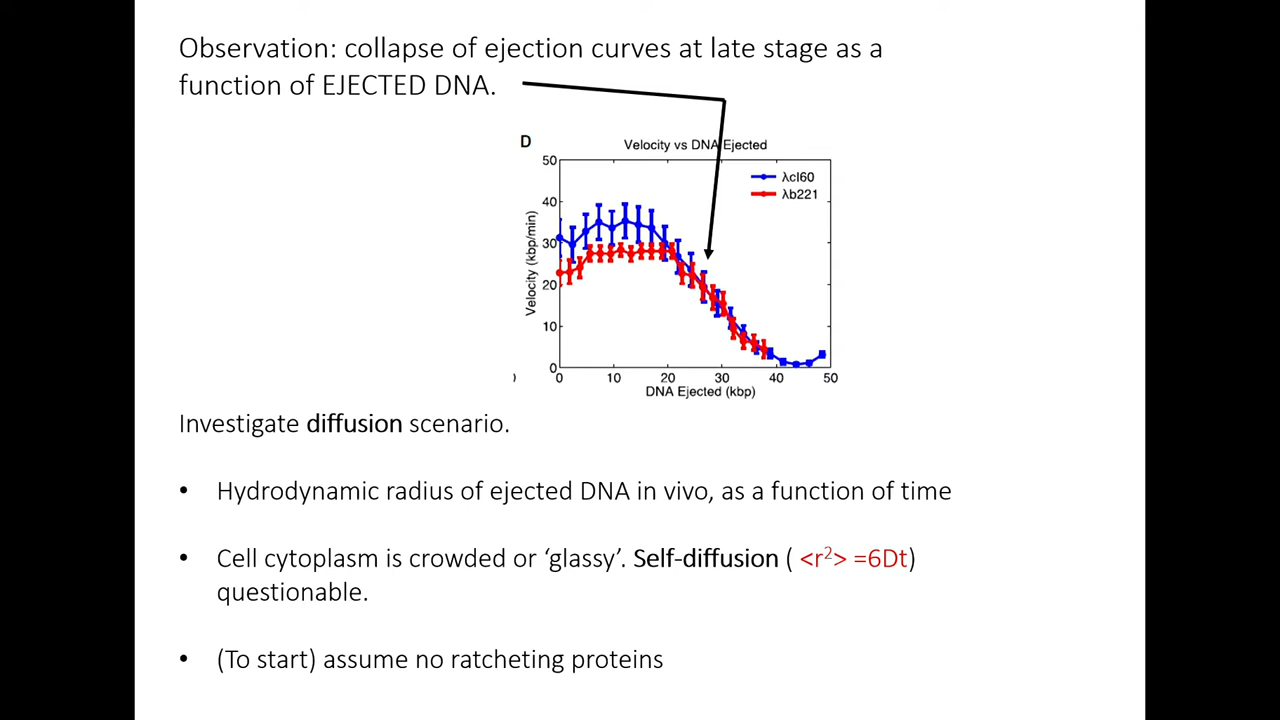 Observation: collapse of ejection curves at late stage as a
function of EJECTED DNA.
D
Velocity vs DNA Ejected
50
40
30
20
10
0
Velocity (kbp/min)
λcI60
λb221
0 10 20 30 40 50
)
DNA Ejected (kbp)
Investigate diffusion scenario.
• Hydrodynamic radius of ejected DNA in vivo, as a function of time
• Cell cytoplasm is crowded or ‘glassy’. Self-diffusion ( <r²> =6Dt)
questionable.
• (To start) assume no ratcheting proteins